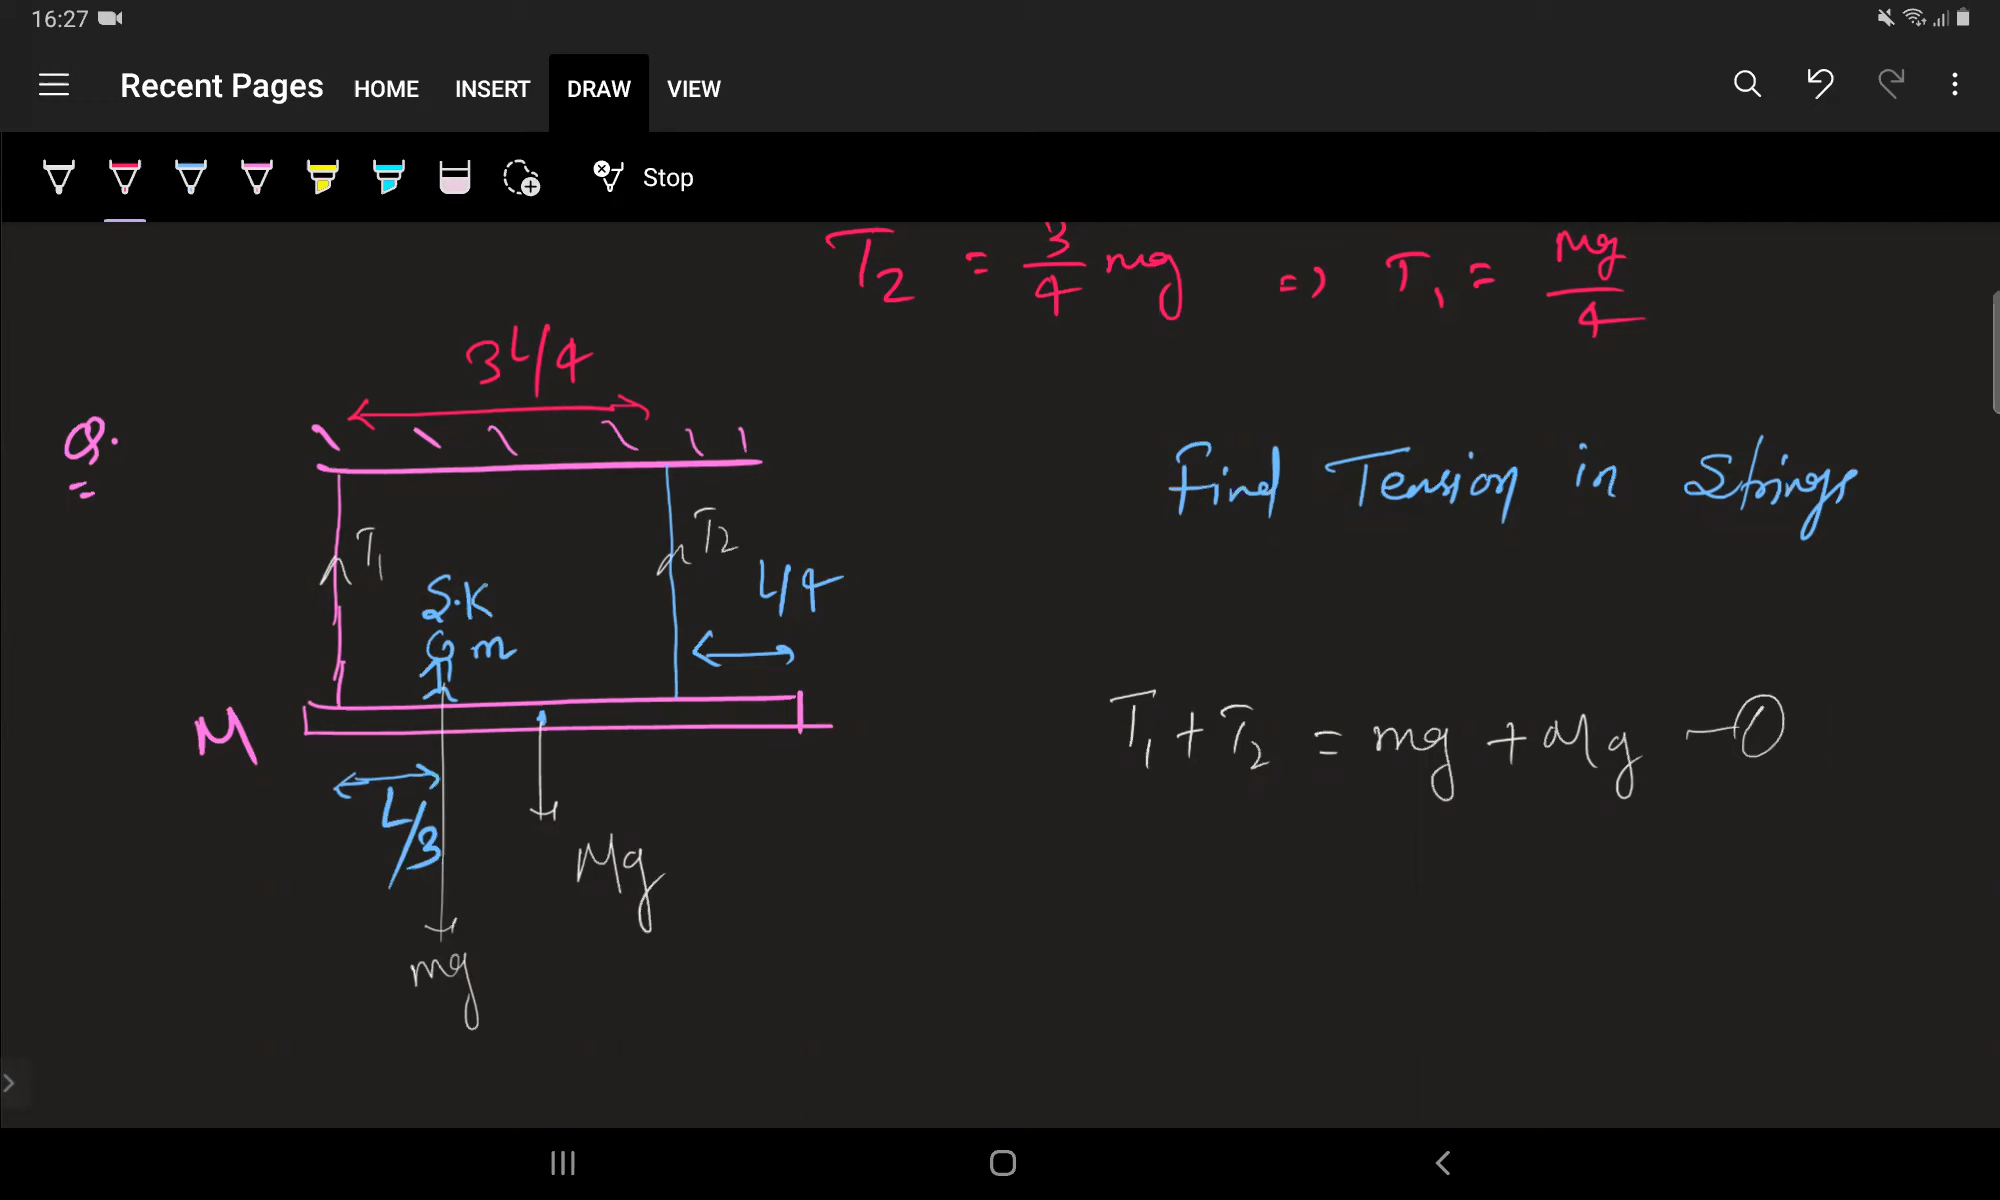 16:27
Recent Pages HOME INSERT DRAW VIEW
Stop
T2 = 3/4 mg => T1 = Mg/4
3L/4
Q.
Find Tension in Strings
T1
T2
L/4
S.K
m
M
T1 + T2 = mg + Mg —①
L/3
Mg
mg